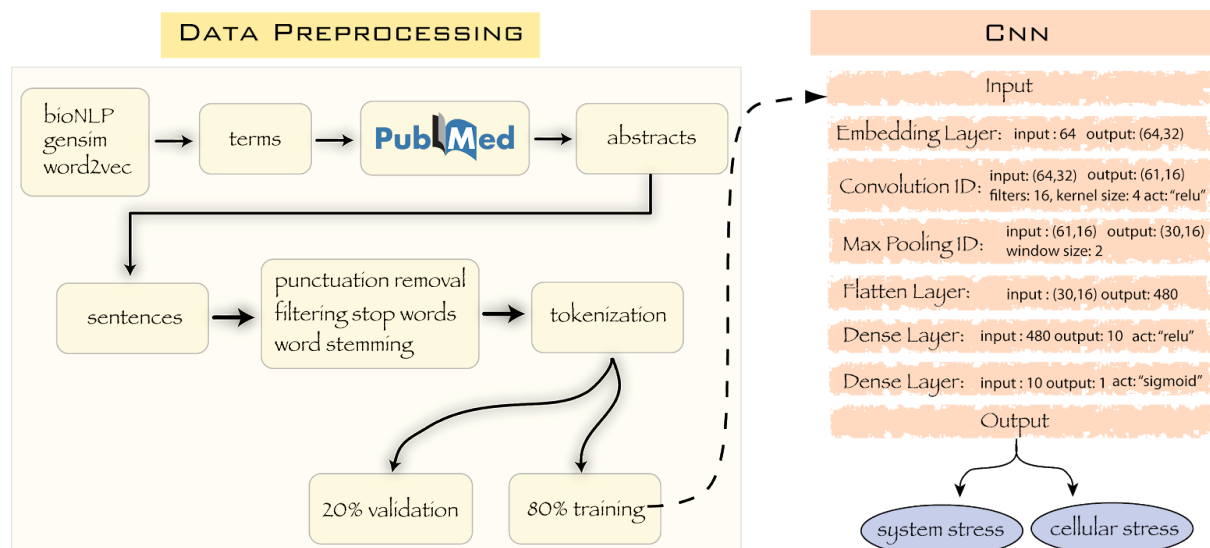 DATA PREPROCESSING
bioNLP
gensim
word2vec
terms
PubMed
abstracts
sentences
punctuation removal
filtering stop words
word stemming
tokenization
20% validation
80% training
CNN
Input
Embedding Layer: input : 64 output: (64,32)
Convolution 1D: input: (64,32) output: (61,16)
filters: 16, kernel size: 4 act: "relu"
Max Pooling 1D: input : (61,16) output: (30,16)
window size: 2
Flatten Layer: input : (30,16) output: 480
Dense Layer: input : 480 output: 10 act: "relu"
Dense Layer: input : 10 output: 1 act: "sigmoid"
Output
system stress
cellular stress